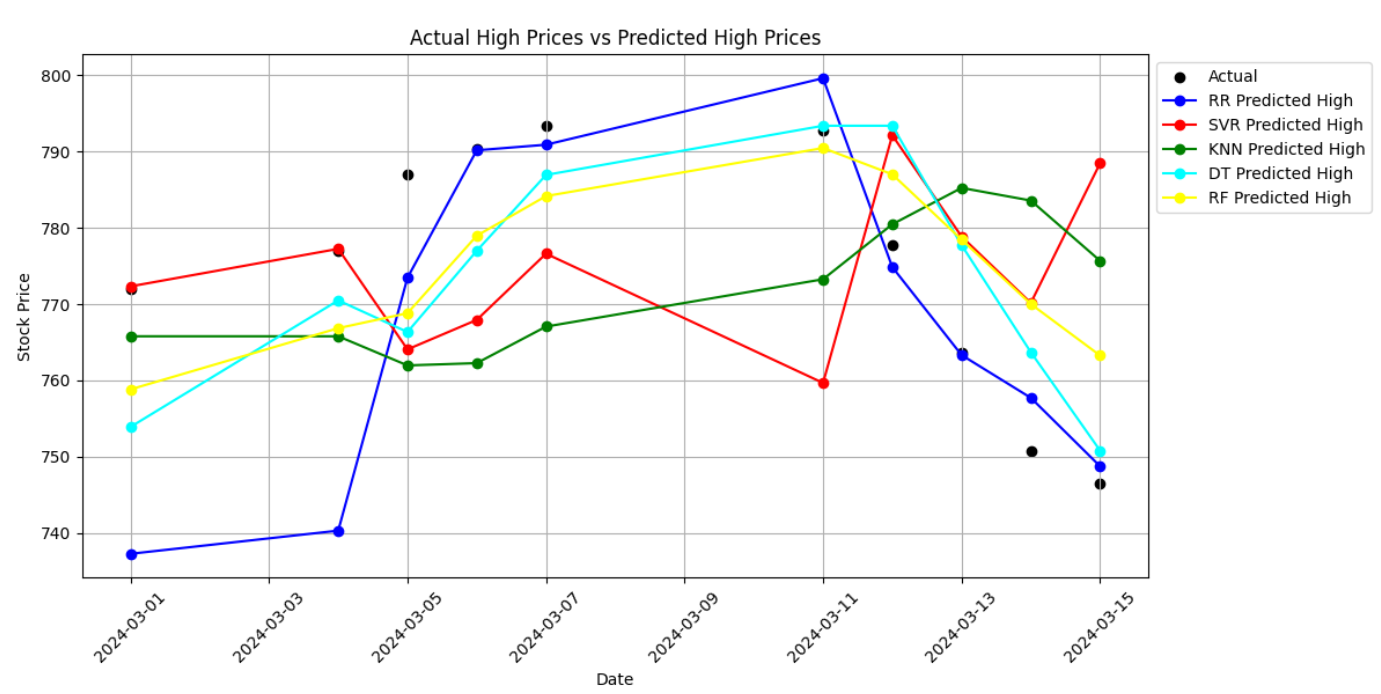 Actual High Prices vs Predicted High Prices
Stock Price
800
790
780
770
760
750
740
2024-03-01
2024-03-03
2024-03-05
2024-03-07
2024-03-09
2024-03-11
2024-03-13
2024-03-15
Date
Actual
RR Predicted High
SVR Predicted High
KNN Predicted High
DT Predicted High
RF Predicted High